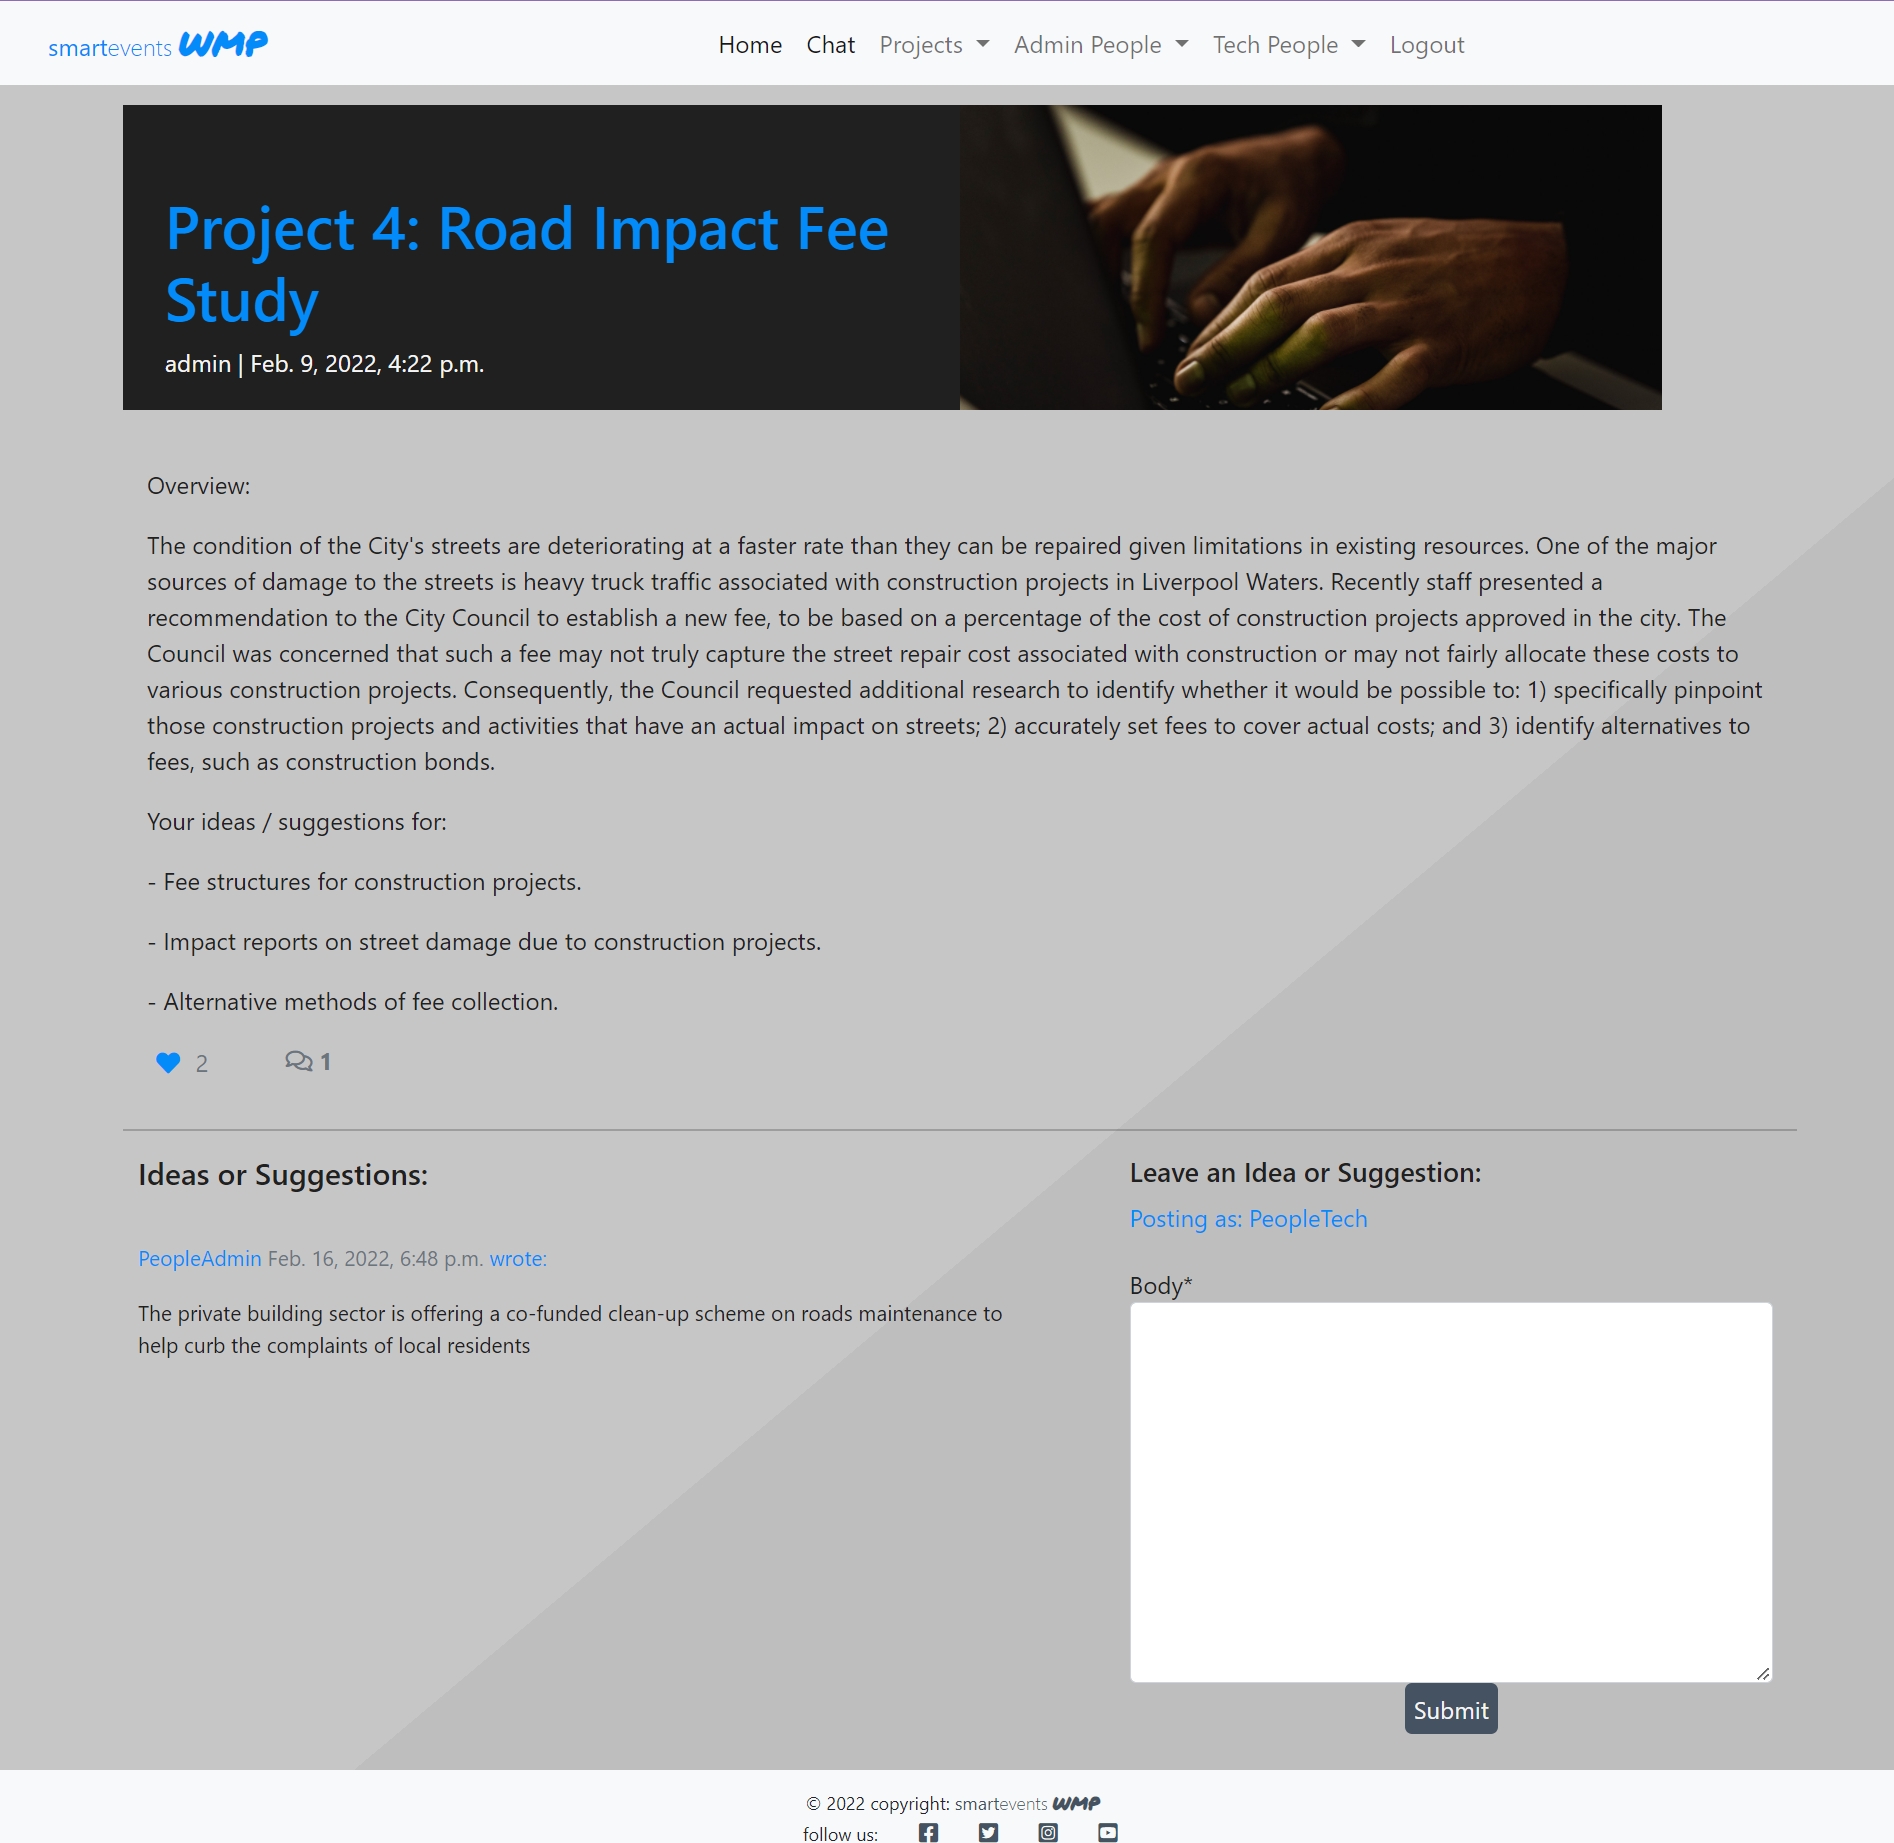 smartevents WMP
Home Chat Projects Admin People Tech People Logout
Project 4: Road Impact Fee
Study
admin | Feb. 9, 2022, 4:22 p.m.
Overview:
The condition of the City's streets are deteriorating at a faster rate than they can be repaired given limitations in existing resources. One of the major
sources of damage to the streets is heavy truck traffic associated with construction projects in Liverpool Waters. Recently staff presented a
recommendation to the City Council to establish a new fee, to be based on a percentage of the cost of construction projects approved in the city. The
Council was concerned that such a fee may not truly capture the street repair cost associated with construction or may not fairly allocate these costs to
various construction projects. Consequently, the Council requested additional research to identify whether it would be possible to: 1) specifically pinpoint
those construction projects and activities that have an actual impact on streets; 2) accurately set fees to cover actual costs; and 3) identify alternatives to
fees, such as construction bonds.
Your ideas / suggestions for:
- Fee structures for construction projects.
- Impact reports on street damage due to construction projects.
- Alternative methods of fee collection.
2 1
Ideas or Suggestions:
PeopleAdmin Feb. 16, 2022, 6:48 p.m. wrote:
The private building sector is offering a co-funded clean-up scheme on roads maintenance to
help curb the complaints of local residents
Leave an Idea or Suggestion:
Posting as: PeopleTech
Body*
Submit
© 2022 copyright: smartevents WMP
follow us: